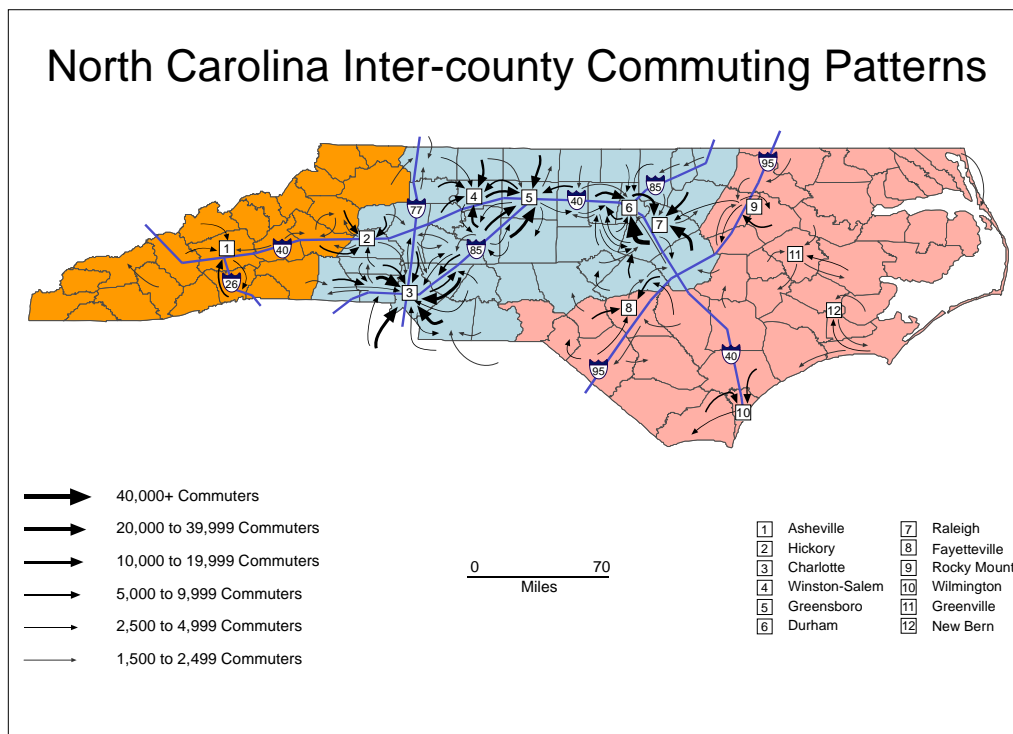 North Carolina Inter-county Commuting Patterns
95
85
77
4
5
40
6
9
7
2
1
40
85
11
26
3
8
12
40
95
10
40,000+ Commuters
20,000 to 39,999 Commuters
10,000 to 19,999 Commuters
5,000 to 9,999 Commuters
2,500 to 4,999 Commuters
1,500 to 2,499 Commuters
0 70
Miles
1 Asheville
2 Hickory
3 Charlotte
4 Winston-Salem
5 Greensboro
6 Durham
7 Raleigh
8 Fayetteville
9 Rocky Mount
10 Wilmington
11 Greenville
12 New Bern